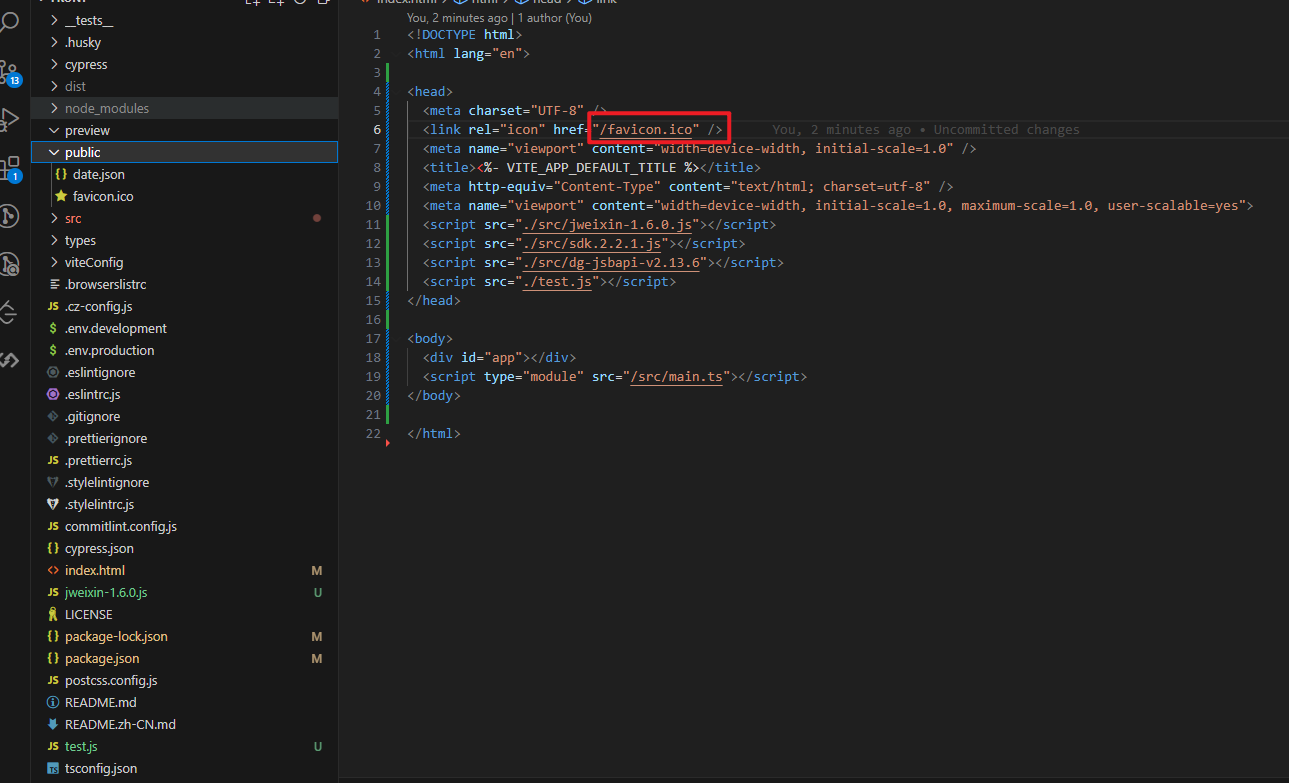 index.html > html > head > link
__tests__
.husky
cypress
dist
node_modules
preview
public
date.json
favicon.ico
src
types
viteConfig
.browserslistrc
.cz-config.js
.env.development
.env.production
.eslintignore
.eslintrc.js
.gitignore
.prettierignore
.prettierrc.js
.stylelintignore
.stylelintrc.js
commitlint.config.js
cypress.json
index.html M
jweixin-1.6.0.js U
LICENSE
package-lock.json M
package.json M
postcss.config.js
README.md
README.zh-CN.md
test.js U
tsconfig.json
13
1
You, 2 minutes ago | 1 author (You)
1 <!DOCTYPE html>
2 <html lang="en">
3
4 <head>
5 <meta charset="UTF-8" />
6 <link rel="icon" href="/favicon.ico" /> You, 2 minutes ago • Uncommitted changes
7 <meta name="viewport" content="width=device-width, initial-scale=1.0" />
8 <title><%- VITE_APP_DEFAULT_TITLE %></title>
9 <meta http-equiv="Content-Type" content="text/html; charset=utf-8" />
10 <meta name="viewport" content="width=device-width, initial-scale=1.0, maximum-scale=1.0, user-scalable=yes">
11 <script src="./src/jweixin-1.6.0.js"></script>
12 <script src="./src/sdk.2.2.1.js"></script>
13 <script src="./src/dg-jsbapi-v2.13.6"></script>
14 <script src="./test.js"></script>
15 </head>
16
17 <body>
18 <div id="app"></div>
19 <script type="module" src="/src/main.ts"></script>
20 </body>
21
22 </html>